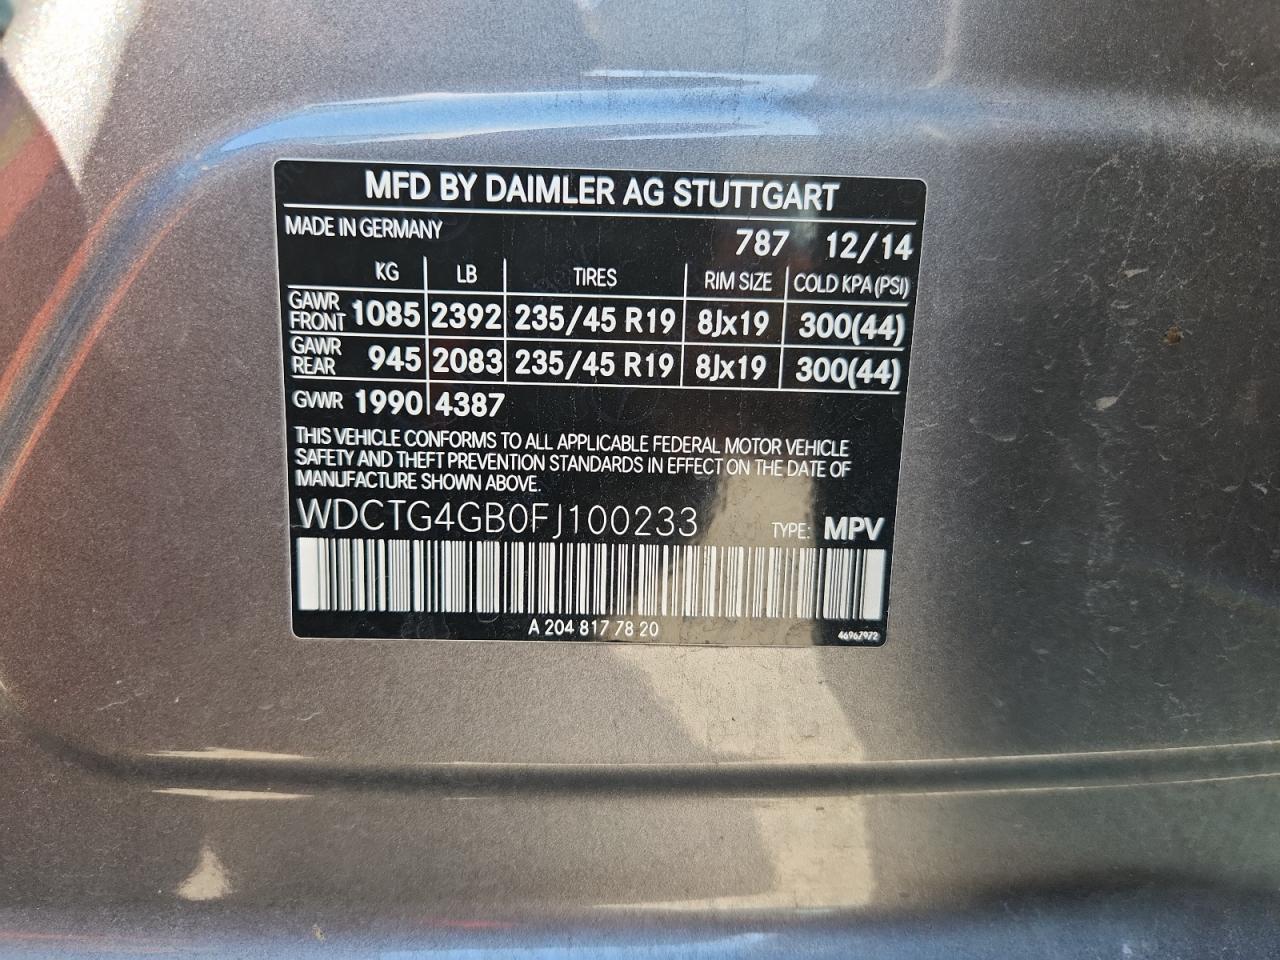 MFD BY DAIMLER AG STUTTGART
MADE IN GERMANY 787 12/14
KG LB TIRES RIM SIZE COLD KPA (PSI)
GAWR FRONT 1085 2392 235/45 R19 8Jx19 300(44)
GAWR REAR 945 2083 235/45 R19 8Jx19 300(44)
GVWR 1990 4387
THIS VEHICLE CONFORMS TO ALL APPLICABLE FEDERAL MOTOR VEHICLE
SAFETY AND THEFT PREVENTION STANDARDS IN EFFECT ON THE DATE OF
MANUFACTURE SHOWN ABOVE.
WDCTG4GB0FJ100233 TYPE: MPV
A 204 817 78 20 46967972